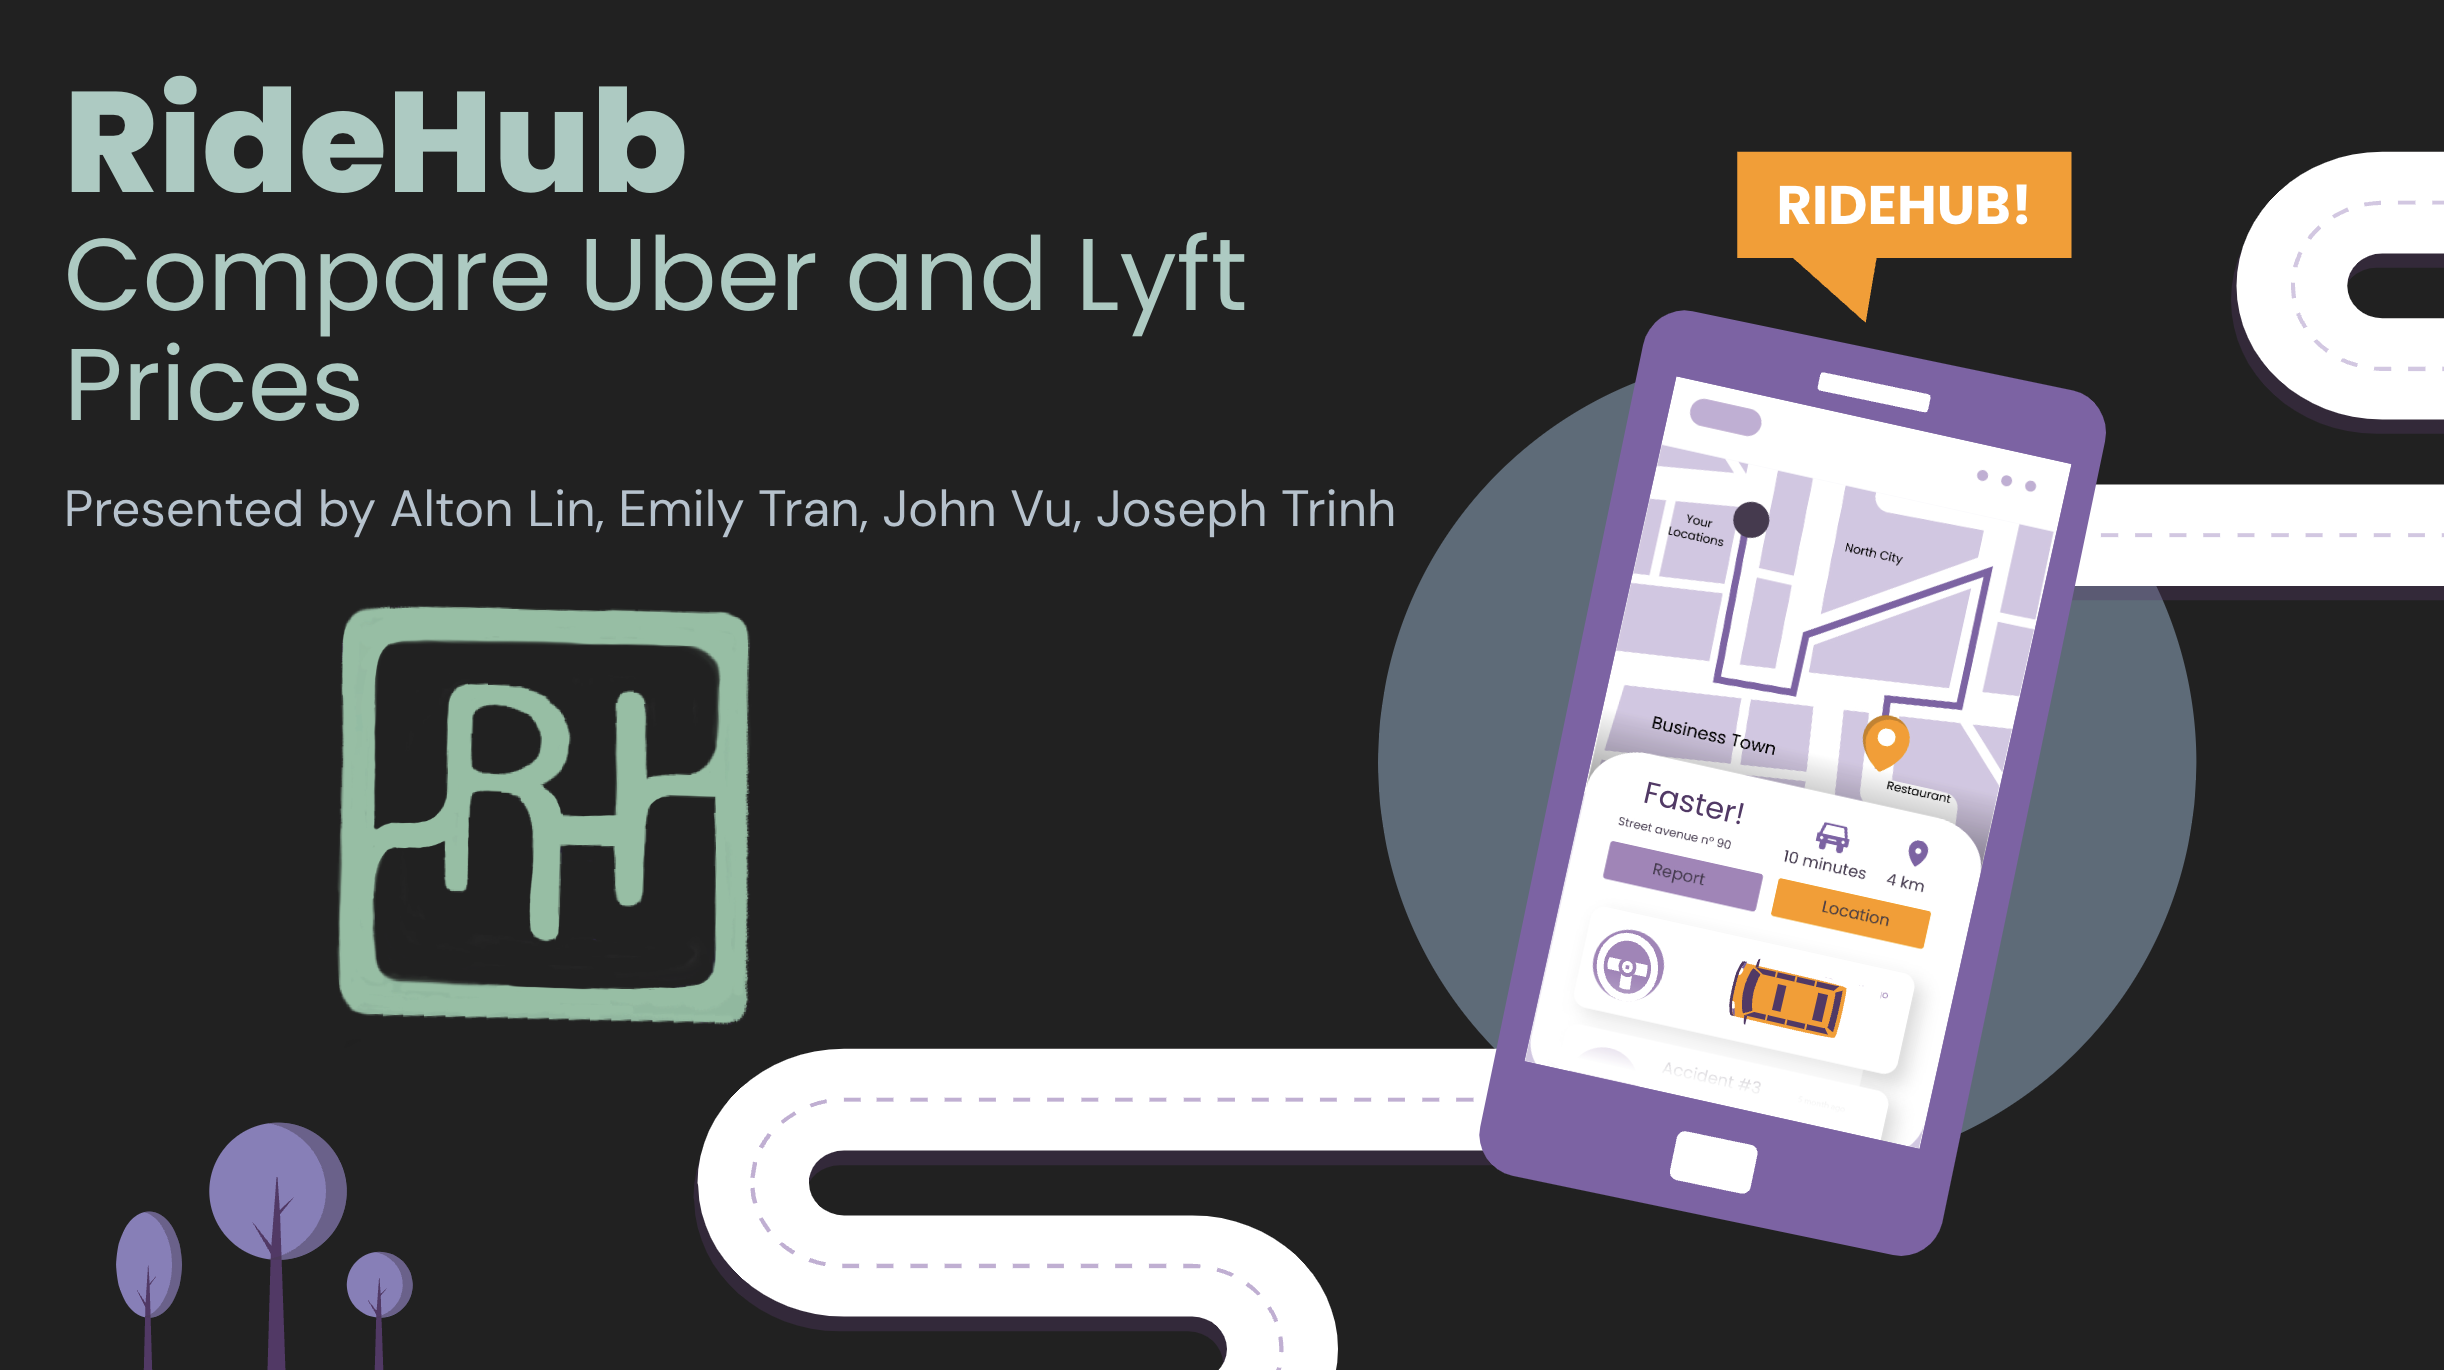 RideHub
Compare Uber and Lyft
Prices
Presented by Alton Lin, Emily Tran, John Vu, Joseph Trinh
RH
RIDEHUB!
Your
Locations
North City
Business Town
Restaurant
Faster!
Street avenue nº 90
10 minutes
4 km
Report
Location
Accident #3